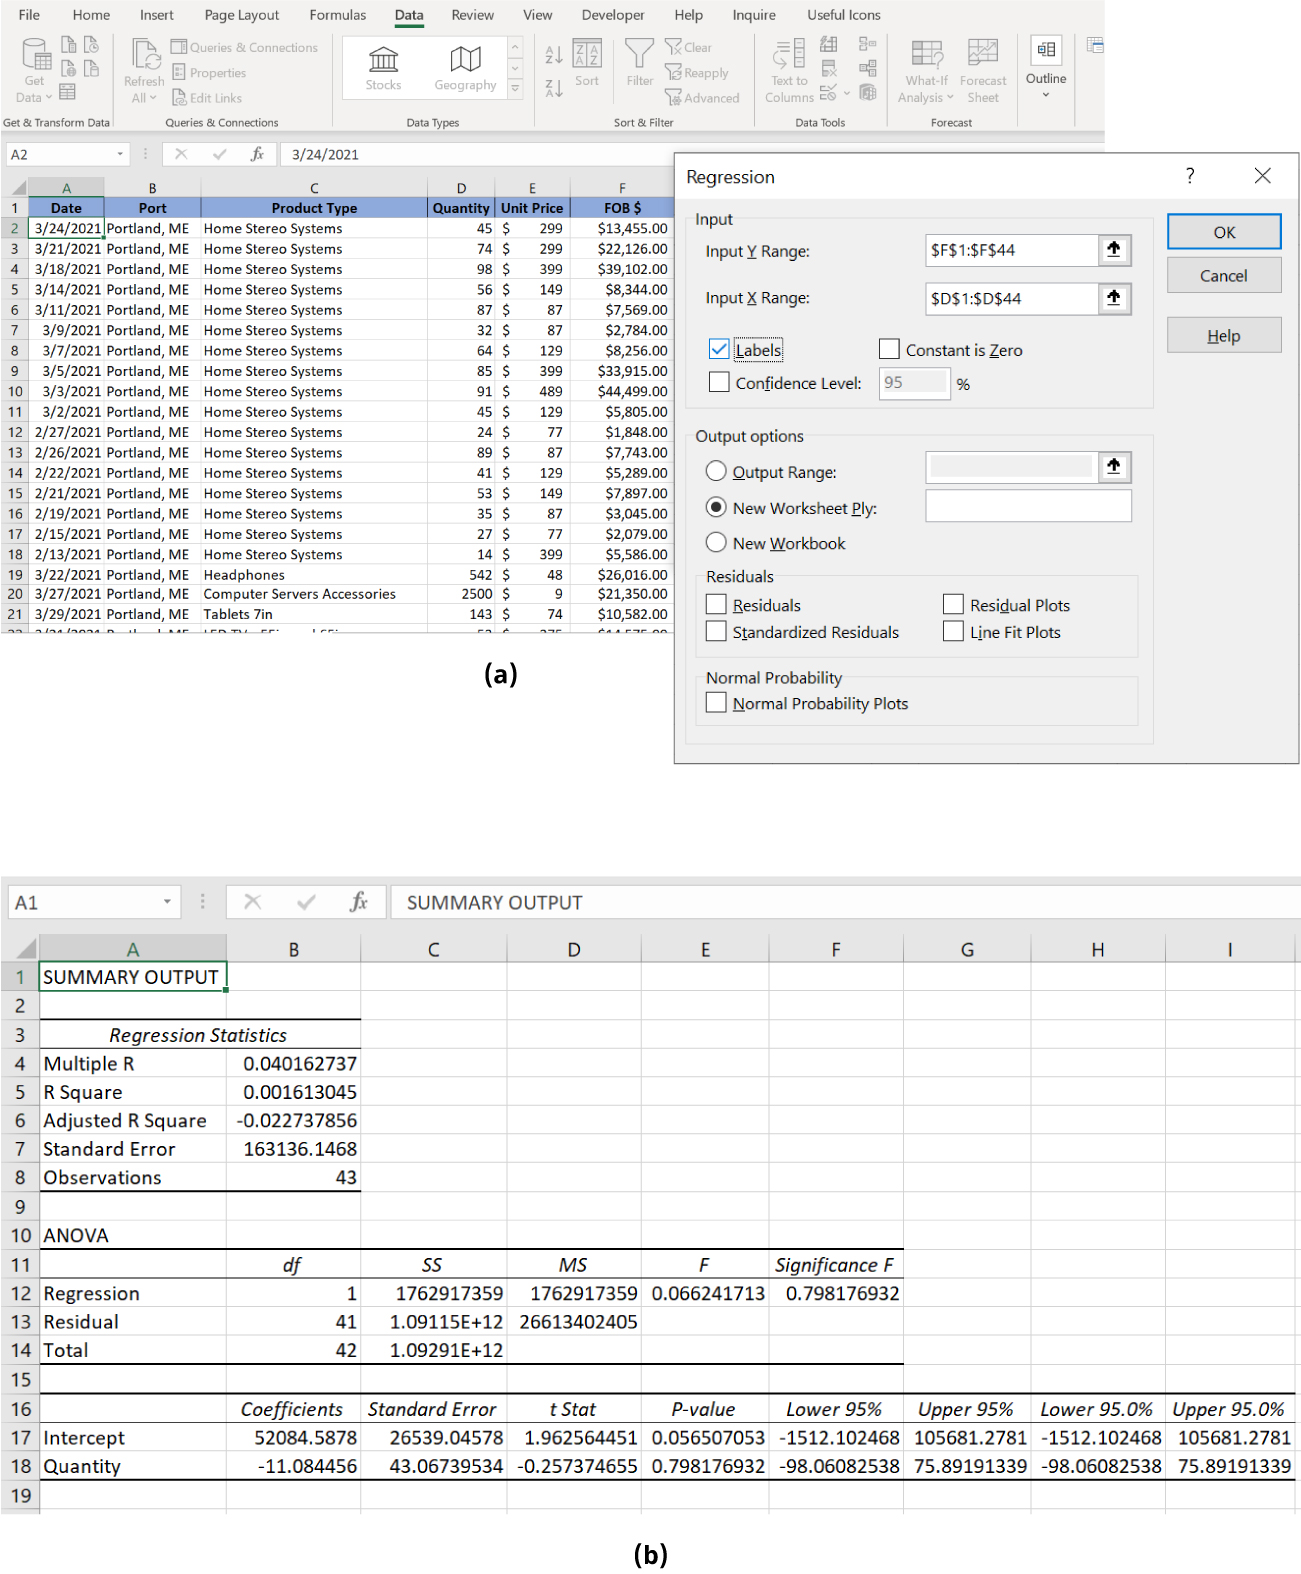 File Home Insert Page Layout Formulas Data Review View Developer Help Inquire Useful Icons
Get Data
Refresh All
Queries & Connections
Properties
Edit Links
Stocks
Geography
Sort
Filter
Clear
Reapply
Advanced
Text to Columns
What-If Analysis
Forecast Sheet
Outline
Get & Transform Data Queries & Connections Data Types Sort & Filter Data Tools Forecast
A2 fx 3/24/2021
A B C D E F
1 Date Port Product Type Quantity Unit Price FOB $
2 3/24/2021 Portland, ME Home Stereo Systems 45 $ 299 $13,455.00
3 3/21/2021 Portland, ME Home Stereo Systems 74 $ 299 $22,126.00
4 3/18/2021 Portland, ME Home Stereo Systems 98 $ 399 $39,102.00
5 3/14/2021 Portland, ME Home Stereo Systems 56 $ 149 $8,344.00
6 3/11/2021 Portland, ME Home Stereo Systems 87 $ 87 $7,569.00
7 3/9/2021 Portland, ME Home Stereo Systems 32 $ 87 $2,784.00
8 3/7/2021 Portland, ME Home Stereo Systems 64 $ 129 $8,256.00
9 3/5/2021 Portland, ME Home Stereo Systems 85 $ 399 $33,915.00
10 3/3/2021 Portland, ME Home Stereo Systems 91 $ 489 $44,499.00
11 3/2/2021 Portland, ME Home Stereo Systems 45 $ 129 $5,805.00
12 2/27/2021 Portland, ME Home Stereo Systems 24 $ 77 $1,848.00
13 2/26/2021 Portland, ME Home Stereo Systems 89 $ 87 $7,743.00
14 2/22/2021 Portland, ME Home Stereo Systems 41 $ 129 $5,289.00
15 2/21/2021 Portland, ME Home Stereo Systems 53 $ 149 $7,897.00
16 2/19/2021 Portland, ME Home Stereo Systems 35 $ 87 $3,045.00
17 2/15/2021 Portland, ME Home Stereo Systems 27 $ 77 $2,079.00
18 2/13/2021 Portland, ME Home Stereo Systems 14 $ 399 $5,586.00
19 3/22/2021 Portland, ME Headphones 542 $ 48 $26,016.00
20 3/27/2021 Portland, ME Computer Servers Accessories 2500 $ 9 $21,350.00
21 3/29/2021 Portland, ME Tablets 7in 143 $ 74 $10,582.00
(a)
Regression ?
Input
Input Y Range: $F$1:$F$44
Input X Range: $D$1:$D$44
Labels Constant is Zero
Confidence Level: 95 %
OK
Cancel
Help
Output options
Output Range:
New Worksheet Ply:
New Workbook
Residuals
Residuals Residual Plots
Standardized Residuals Line Fit Plots
Normal Probability
Normal Probability Plots
A1 fx SUMMARY OUTPUT
A B C D E F G H I
1 SUMMARY OUTPUT
2
3 Regression Statistics
4 Multiple R 0.040162737
5 R Square 0.001613045
6 Adjusted R Square -0.022737856
7 Standard Error 163136.1468
8 Observations 43
9
10 ANOVA
11 df SS MS F Significance F
12 Regression 1 1762917359 1762917359 0.066241713 0.798176932
13 Residual 41 1.09115E+12 26613402405
14 Total 42 1.09291E+12
15
16 Coefficients Standard Error t Stat P-value Lower 95% Upper 95% Lower 95.0% Upper 95.0%
17 Intercept 52084.5878 26539.04578 1.962564451 0.056507053 -1512.102468 105681.2781 -1512.102468 105681.2781
18 Quantity -11.084456 43.06739534 -0.257374655 0.798176932 -98.06082538 75.89191339 -98.06082538 75.89191339
19
(b)